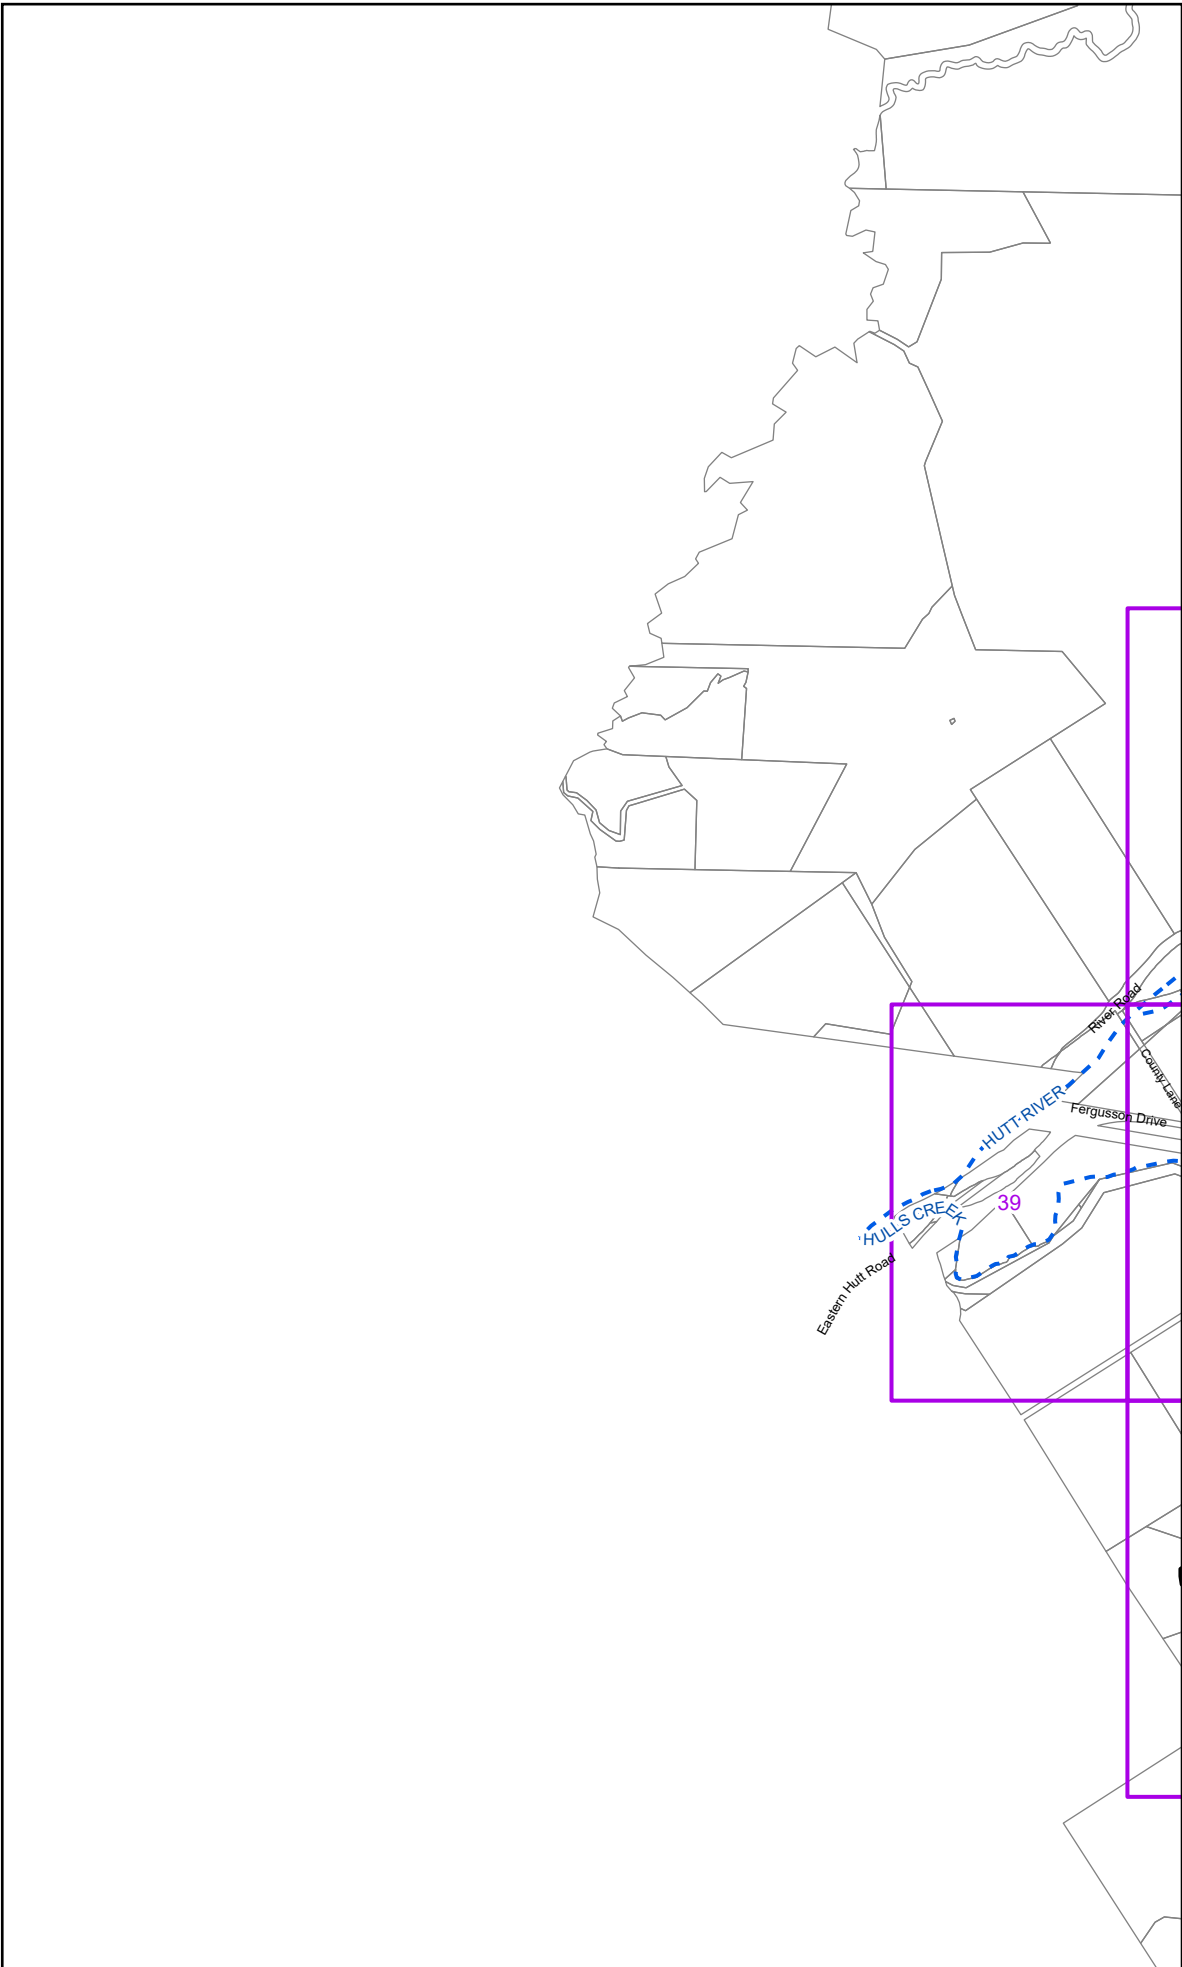 River Road
County Lane
HUTT RIVER
Fergusson Drive
39
HULLS CREEK
Eastern Hutt Road